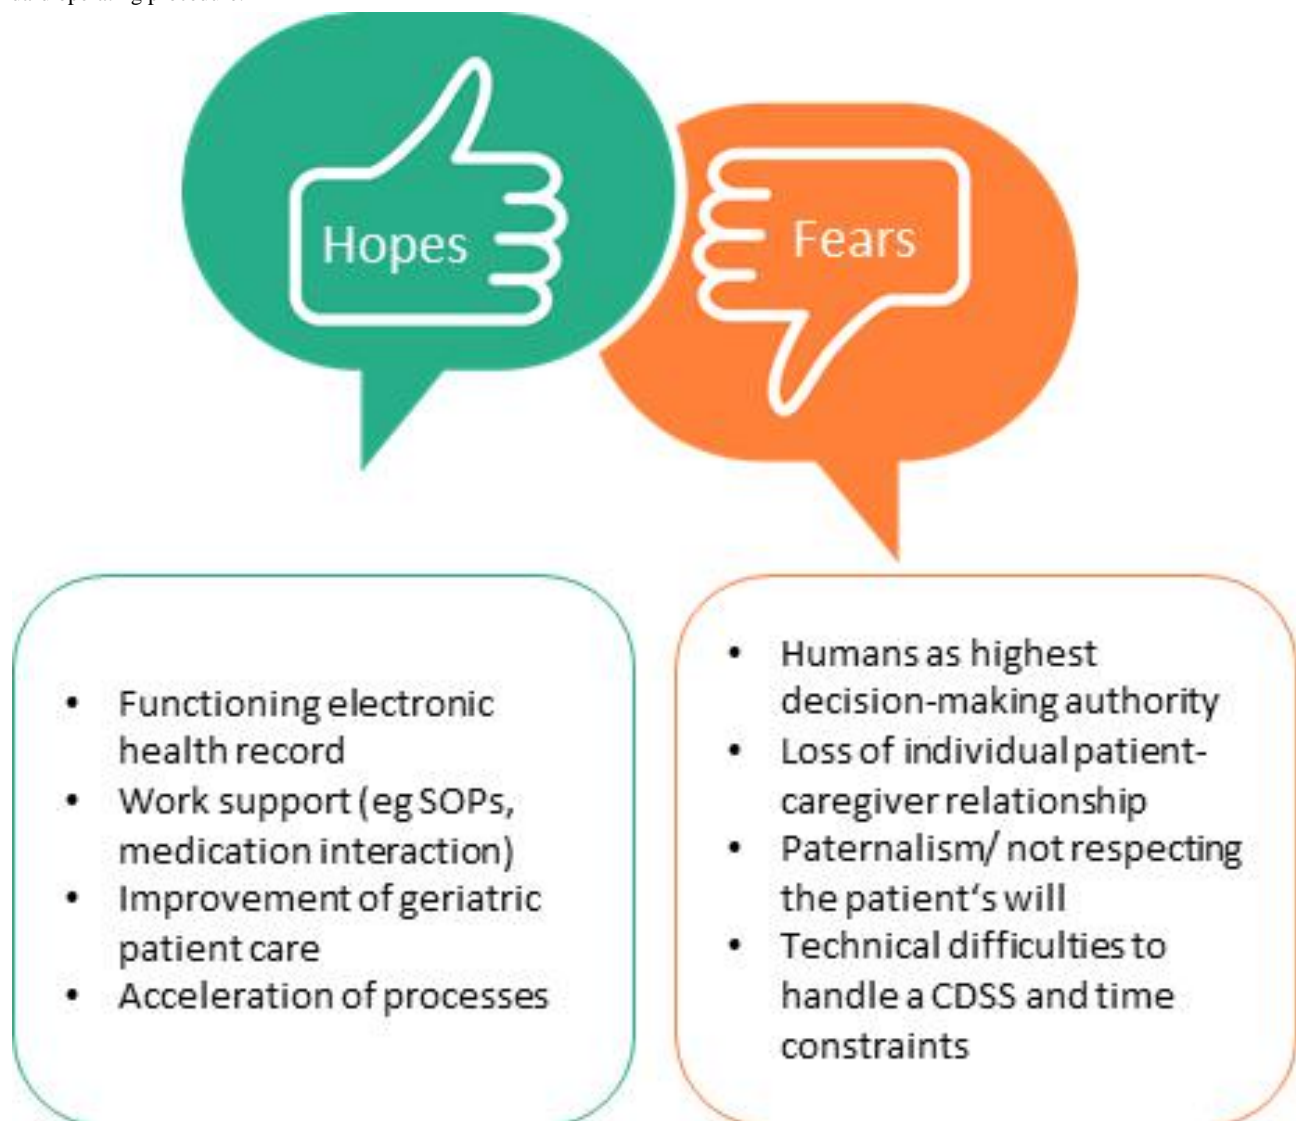 Hopes
Fears
• Functioning electronic
health record
• Work support (eg SOPs,
medication interaction)
• Improvement of geriatric
patient care
• Acceleration of processes
• Humans as highest
decision-making authority
• Loss of individual patient-
caregiver relationship
• Paternalism/ not respecting
the patient‘s will
• Technical difficulties to
handle a CDSS and time
constraints